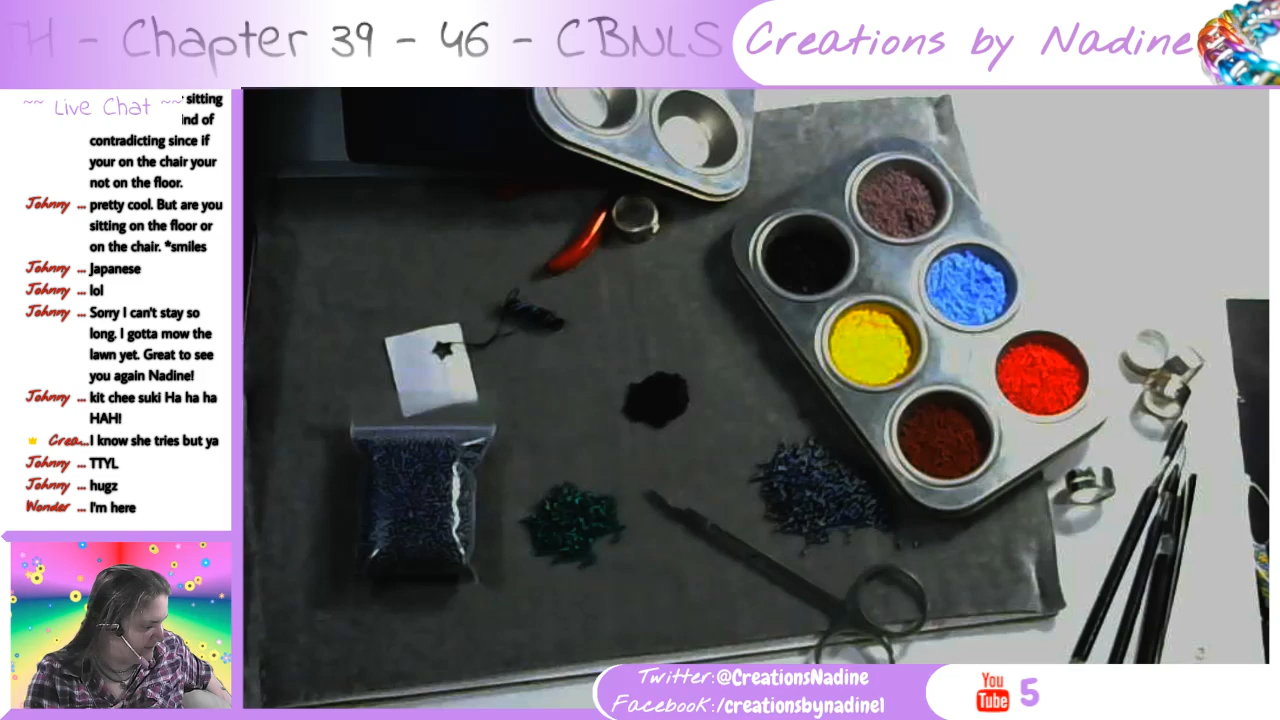 H - Chapter 39 - 46 - CBNLS
Creations by Nadine
~~ Live Chat ~~
sitting
ind of
contradicting since if
your on the chair your
not on the floor.
Johnny ... pretty cool. But are you
sitting on the floor or
on the chair. *smiles
Johnny ... Japanese
Johnny ... lol
Johnny ... Sorry I can't stay so
long. I gotta mow the
lawn yet. Great to see
you again Nadine!
Johnny ... kit chee suki Ha ha ha
HAH!
Crea... I know she tries but ya
Johnny ... TTYL
Johnny ... hugz
Wonder ... I'm here
Twitter:@CreationsNadine
Facebook:/creationsbynadine1
You
Tube 5